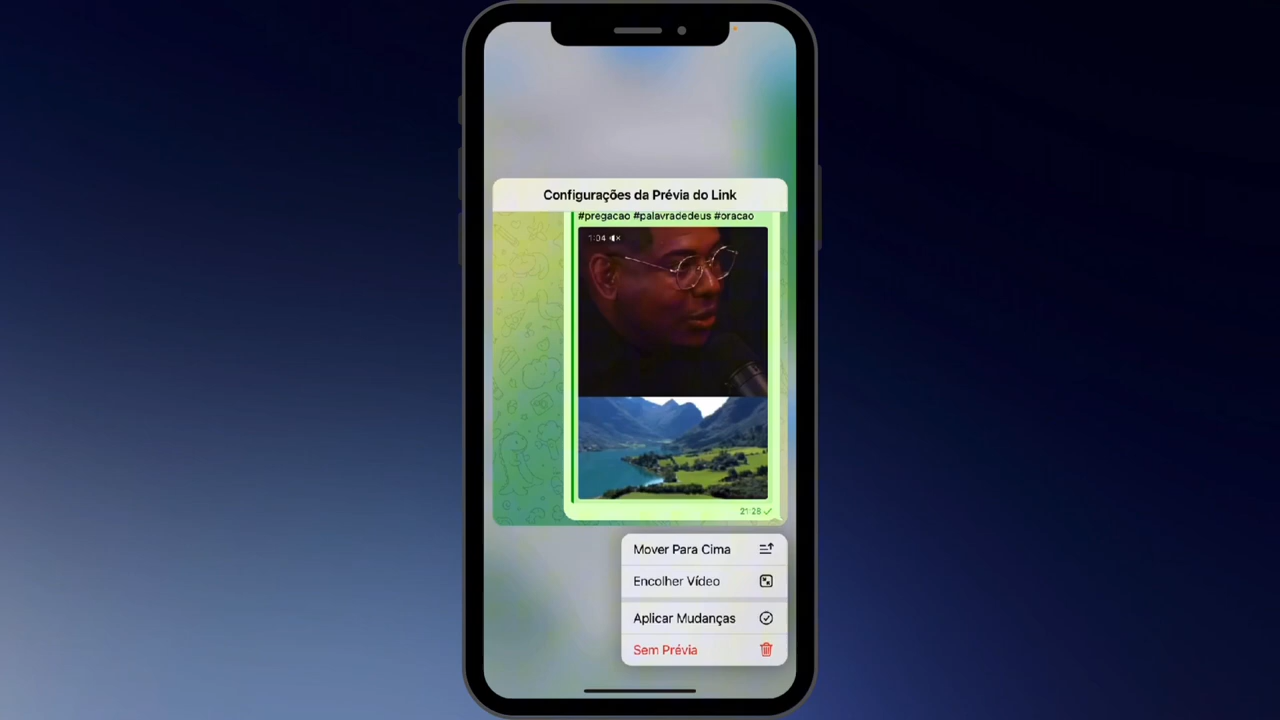 Configurações da Prévia do Link
#pregacao #palavradedeus #oracao
1:04
21:28
Mover Para Cima
Encolher Vídeo
Aplicar Mudanças
Sem Prévia